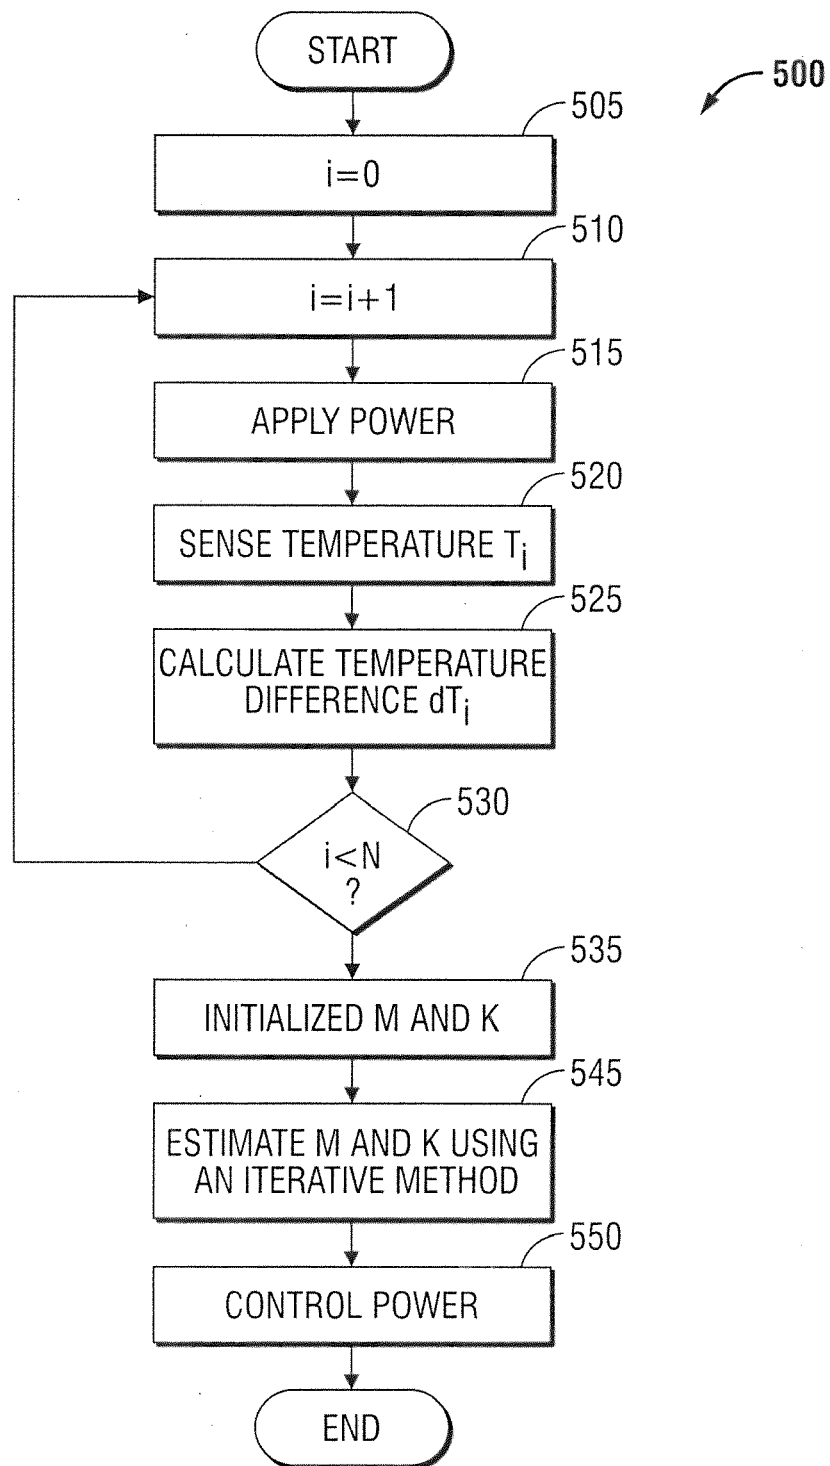 START
500
505
i=0
510
i=i+1
515
APPLY POWER
520
SENSE TEMPERATURE Ti
525
CALCULATE TEMPERATURE
DIFFERENCE dTi
530
i<N
?
535
INITIALIZED M AND K
545
ESTIMATE M AND K USING
AN ITERATIVE METHOD
550
CONTROL POWER
END